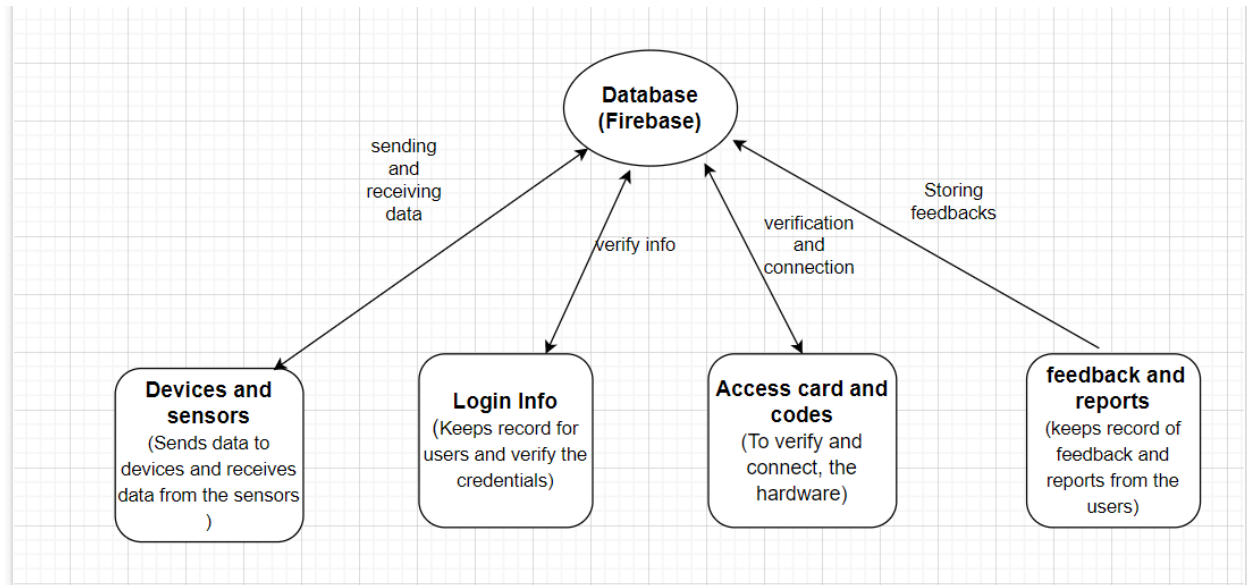 Database
(Firebase)
sending
and
receiving
data
verify info
verification
and
connection
Storing
feedbacks
Devices and
sensors
(Sends data to
devices and receives
data from the sensors
)
Login Info
(Keeps record for
users and verify the
credentials)
Access card and
codes
(To verify and
connect, the
hardware)
feedback and
reports
(keeps record of
feedback and
reports from the
users)